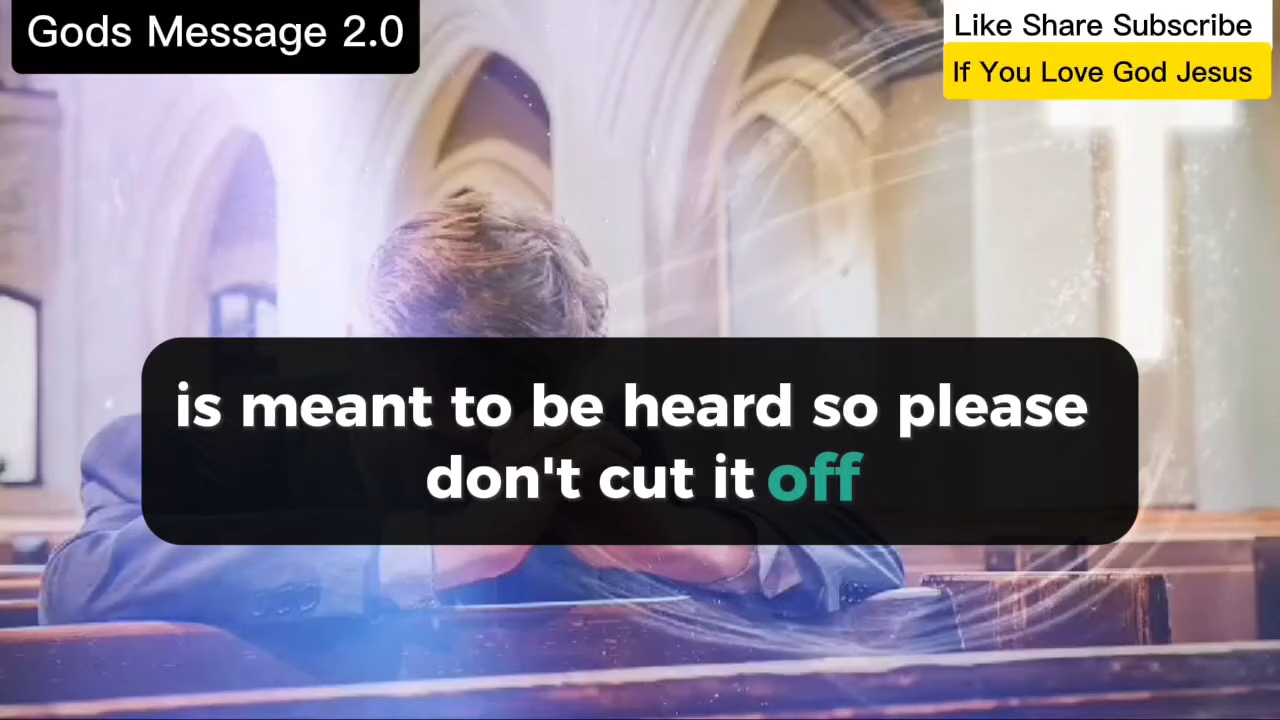 Gods Message 2.0
Like Share Subscribe
If You Love God Jesus
is meant to be heard so please
don't cut it off